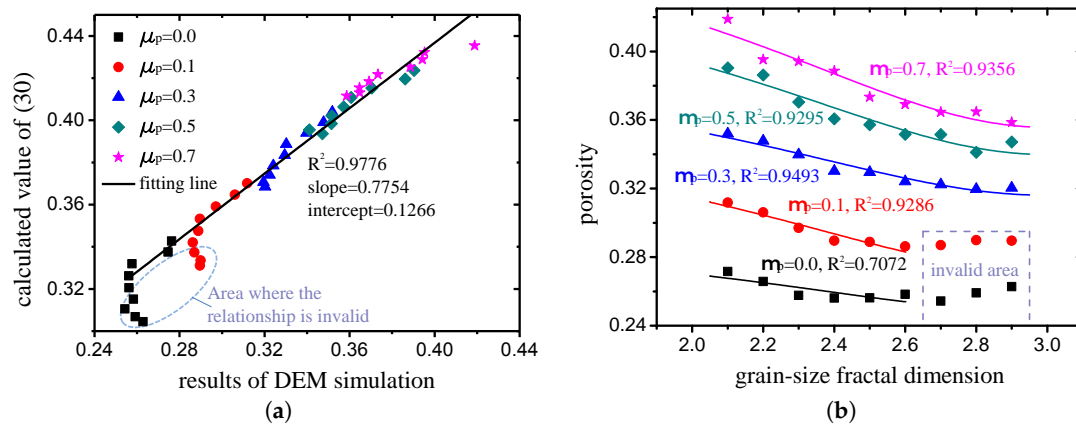 μp=0.0
μp=0.1
μp=0.3
μp=0.5
μp=0.7
fitting line
R²=0.9776
slope=0.7754
intercept=0.1266
Area where the
relationship is invalid
calculated value of (30)
0.44
0.40
0.36
0.32
0.24 0.28 0.32 0.36 0.40 0.44
results of DEM simulation
(a)
porosity
0.40
0.36
0.32
0.28
0.24
mp=0.7, R²=0.9356
mp=0.5, R²=0.9295
mp=0.3, R²=0.9493
mp=0.1, R²=0.9286
mp=0.0, R²=0.7072
invalid area
2.0 2.2 2.4 2.6 2.8 3.0
grain-size fractal dimension
(b)